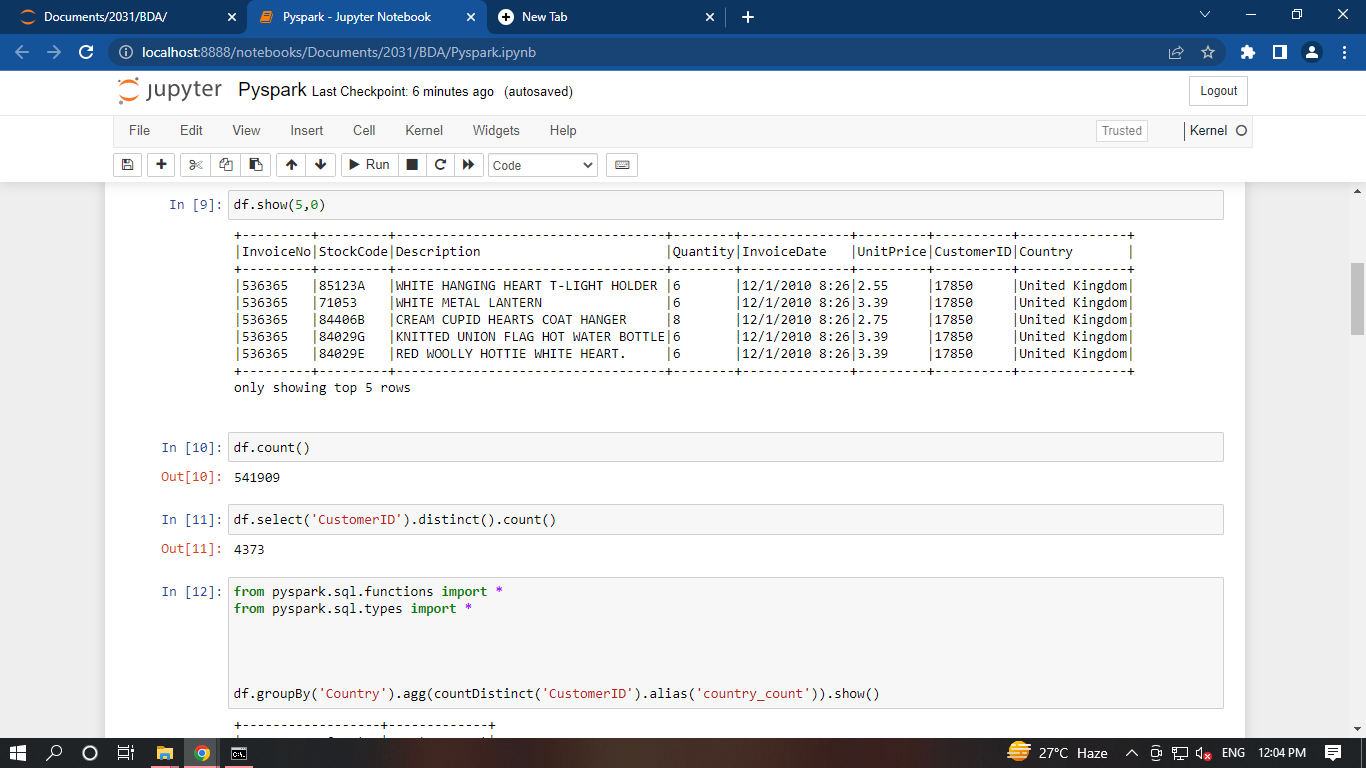 Documents/2031/BDA/
Pyspark - Jupyter Notebook
New Tab
localhost:8888/notebooks/Documents/2031/BDA/Pyspark.ipynb
jupyter Pyspark Last Checkpoint: 6 minutes ago (autosaved)
Logout
File Edit View Insert Cell Kernel Widgets Help
Trusted
Kernel
Run
Code
In [9]: df.show(5,0)
+---------+---------+-----------------------------------+--------+--------------+---------+----------+--------------+
|InvoiceNo|StockCode|Description                        |Quantity|InvoiceDate   |UnitPrice|CustomerID|Country       |
+---------+---------+-----------------------------------+--------+--------------+---------+----------+--------------+
|536365   |85123A   |WHITE HANGING HEART T-LIGHT HOLDER |6       |12/1/2010 8:26|2.55     |17850     |United Kingdom|
|536365   |71053    |WHITE METAL LANTERN                |6       |12/1/2010 8:26|3.39     |17850     |United Kingdom|
|536365   |84406B   |CREAM CUPID HEARTS COAT HANGER     |8       |12/1/2010 8:26|2.75     |17850     |United Kingdom|
|536365   |84029G   |KNITTED UNION FLAG HOT WATER BOTTLE|6       |12/1/2010 8:26|3.39     |17850     |United Kingdom|
|536365   |84029E   |RED WOOLLY HOTTIE WHITE HEART.     |6       |12/1/2010 8:26|3.39     |17850     |United Kingdom|
+---------+---------+-----------------------------------+--------+--------------+---------+----------+--------------+
only showing top 5 rows
In [10]: df.count()
Out[10]: 541909
In [11]: df.select('CustomerID').distinct().count()
Out[11]: 4373
In [12]: from pyspark.sql.functions import *
from pyspark.sql.types import *
df.groupBy('Country').agg(countDistinct('CustomerID').alias('country_count')).show()
+------------------+-------------+
27°C Haze
ENG
12:04 PM